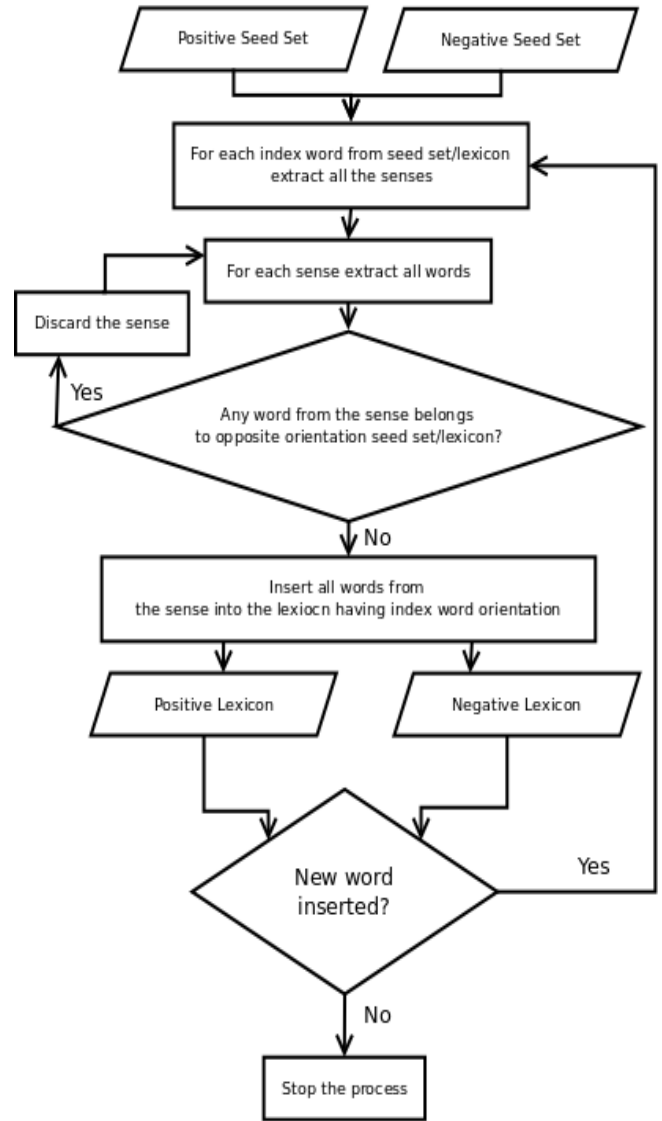 Positive Seed Set
Negative Seed Set
For each index word from seed set/lexicon
extract all the senses
For each sense extract all words
Discard the sense
Yes
Any word from the sense belongs
to opposite orientation seed set/lexicon?
No
Insert all words from
the sense into the lexiocn having index word orientation
Positive Lexicon
Negative Lexicon
New word
inserted?
Yes
No
Stop the process